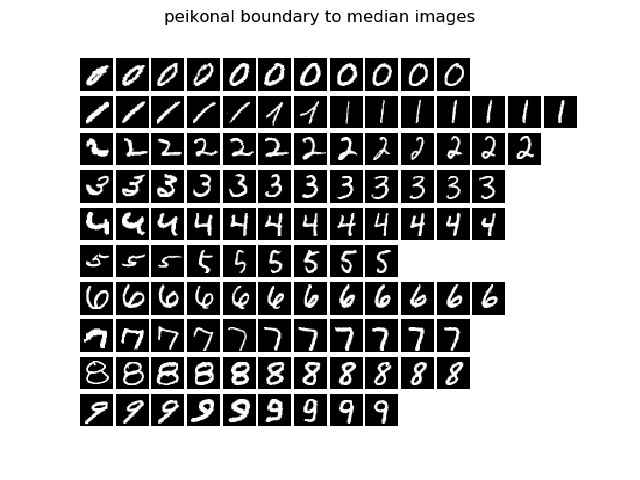 peikonal boundary to median images
0 0 0 0 0 0 0 0 0 0 0
1 1 1 1 1 1 1 1 1 1 1 1 1 1
2 2 2 2 2 2 2 2 2 2 2 2 2
3 3 3 3 3 3 3 3 3 3 3 3
4 4 4 4 4 4 4 4 4 4 4 4
5 5 5 5 5 5 5 5 5
6 6 6 6 6 6 6 6 6 6 6 6
7 7 7 7 7 7 7 7 7 7 7
8 8 8 8 8 8 8 8 8 8 8
9 9 9 9 9 9 9 9 9